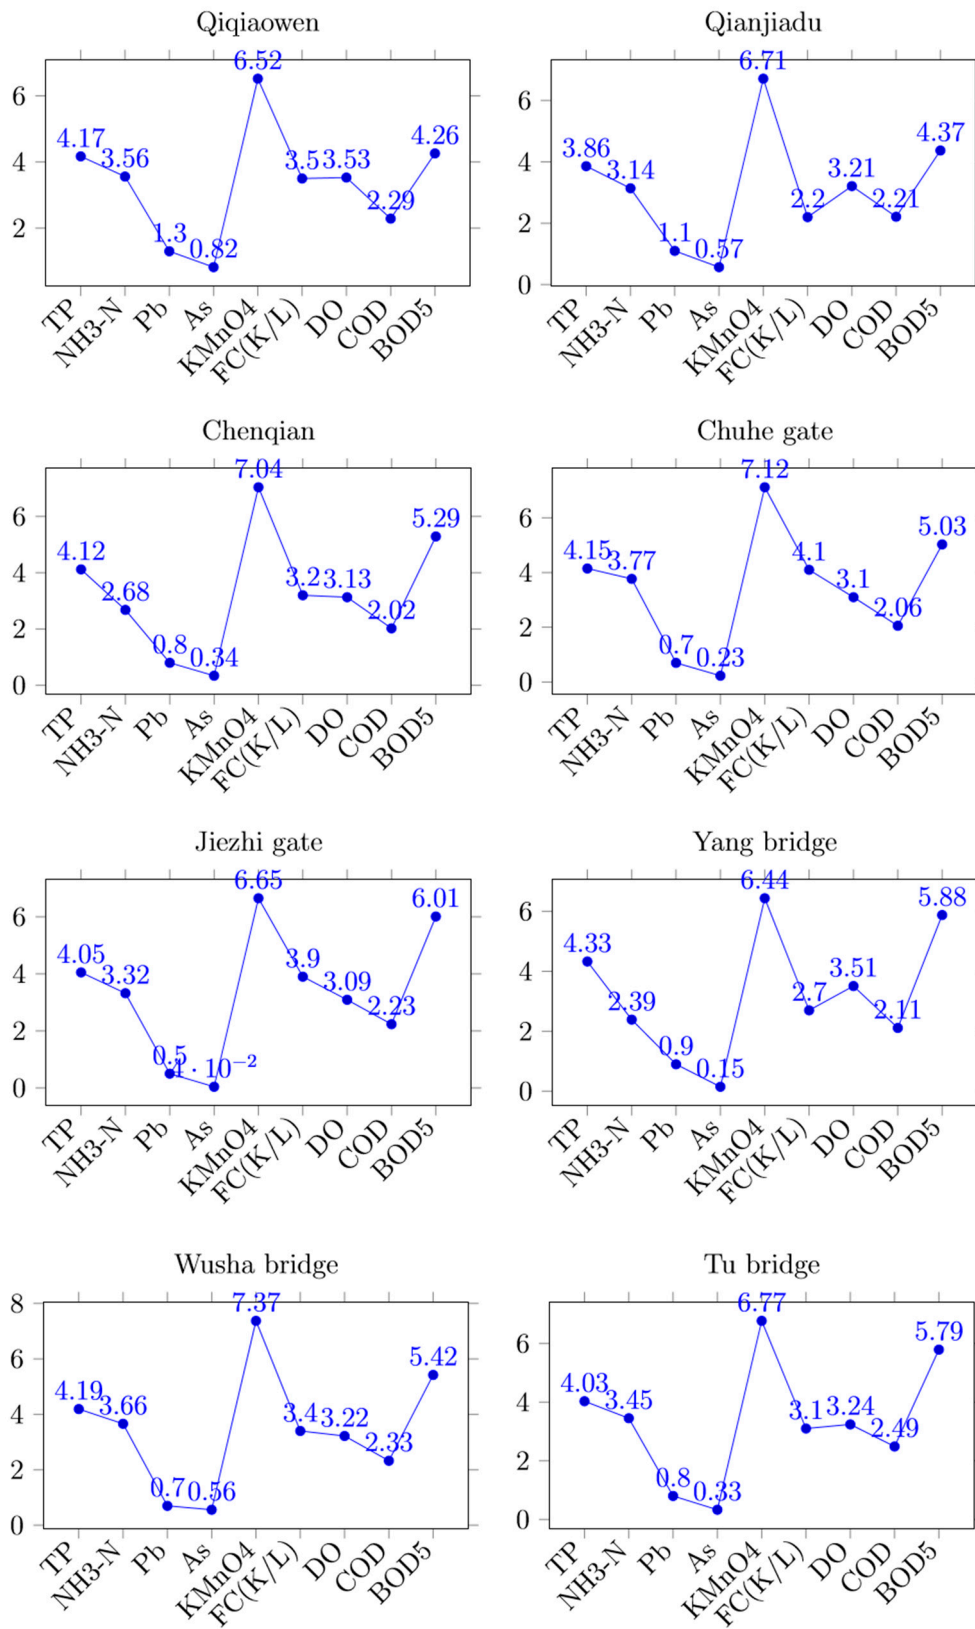 Qiqiaowen
6
4
2
4.17
3.56
1.3
0.82
6.52
3.5
3.53
2.29
4.26
TP
NH3-N
Pb
As
KMnO4
FC(K/L)
DO
COD
BOD5
Qianjiadu
6
4
2
0
3.86
3.14
1.1
0.57
6.71
2.2
3.21
2.21
4.37
TP
NH3-N
Pb
As
KMnO4
FC(K/L)
DO
COD
BOD5
Chenqian
6
4
2
0
4.12
2.68
0.8
0.34
7.04
3.2
3.13
2.02
5.29
TP
NH3-N
Pb
As
KMnO4
FC(K/L)
DO
COD
BOD5
Chuhe gate
6
4
2
0
4.15
3.77
0.7
0.23
7.12
4.1
3.1
2.06
5.03
TP
NH3-N
Pb
As
KMnO4
FC(K/L)
DO
COD
BOD5
Jiezhi gate
6
4
2
0
4.05
3.32
0.5
4 · 10⁻²
6.65
3.9
3.09
2.23
6.01
TP
NH3-N
Pb
As
KMnO4
FC(K/L)
DO
COD
BOD5
Yang bridge
6
4
2
0
4.33
2.39
0.9
0.15
6.44
2.7
3.51
2.11
5.88
TP
NH3-N
Pb
As
KMnO4
FC(K/L)
DO
COD
BOD5
Wusha bridge
8
6
4
2
0
4.19
3.66
0.7
0.56
7.37
3.4
3.22
2.33
5.42
TP
NH3-N
Pb
As
KMnO4
FC(K/L)
DO
COD
BOD5
Tu bridge
6
4
2
0
4.03
3.45
0.8
0.33
6.77
3.1
3.24
2.49
5.79
TP
NH3-N
Pb
As
KMnO4
FC(K/L)
DO
COD
BOD5